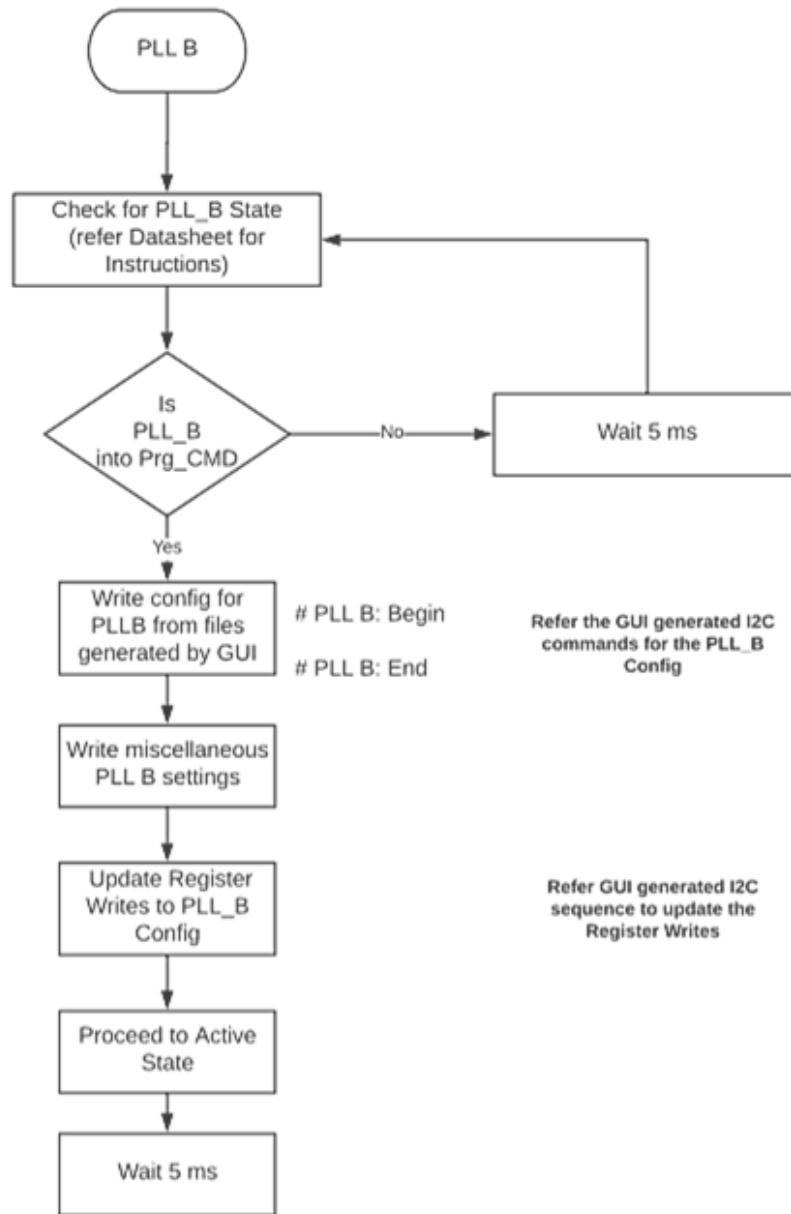 PLL B
Check for PLL_B State
(refer Datasheet for
Instructions)
Is
PLL_B
into Prg_CMD
No
Wait 5 ms
Yes
Write config for
PLLB from files
generated by GUI
# PLL B: Begin
# PLL B: End
Refer the GUI generated I2C
commands for the PLL_B
Config
Write miscellaneous
PLL B settings
Update Register
Writes to PLL_B
Config
Refer GUI generated I2C
sequence to update the
Register Writes
Proceed to Active
State
Wait 5 ms